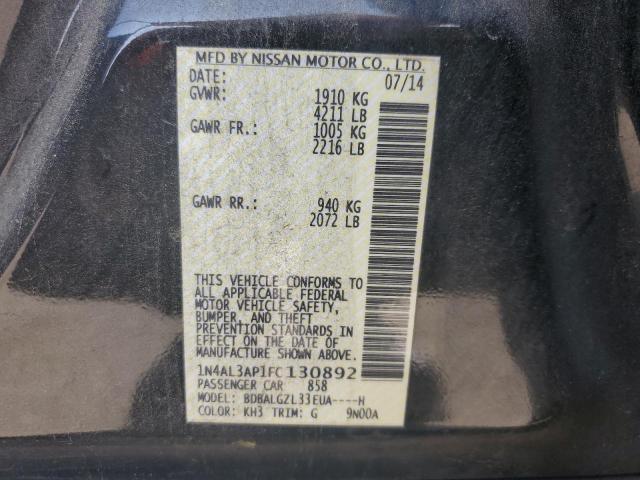 MFD BY NISSAN MOTOR CO., LTD.
DATE: 07/14
GVWR: 1910 KG
4211 LB
GAWR FR.: 1005 KG
2216 LB
GAWR RR.: 940 KG
2072 LB
THIS VEHICLE CONFORMS TO
ALL APPLICABLE FEDERAL
MOTOR VEHICLE SAFETY,
BUMPER, AND THEFT
PREVENTION STANDARDS IN
EFFECT ON THE DATE OF
MANUFACTURE SHOWN ABOVE.
1N4AL3AP1FC130892
PASSENGER CAR 858
MODEL: BDBALGZL33EUA----H
COLOR: KH3 TRIM: G 9N00A